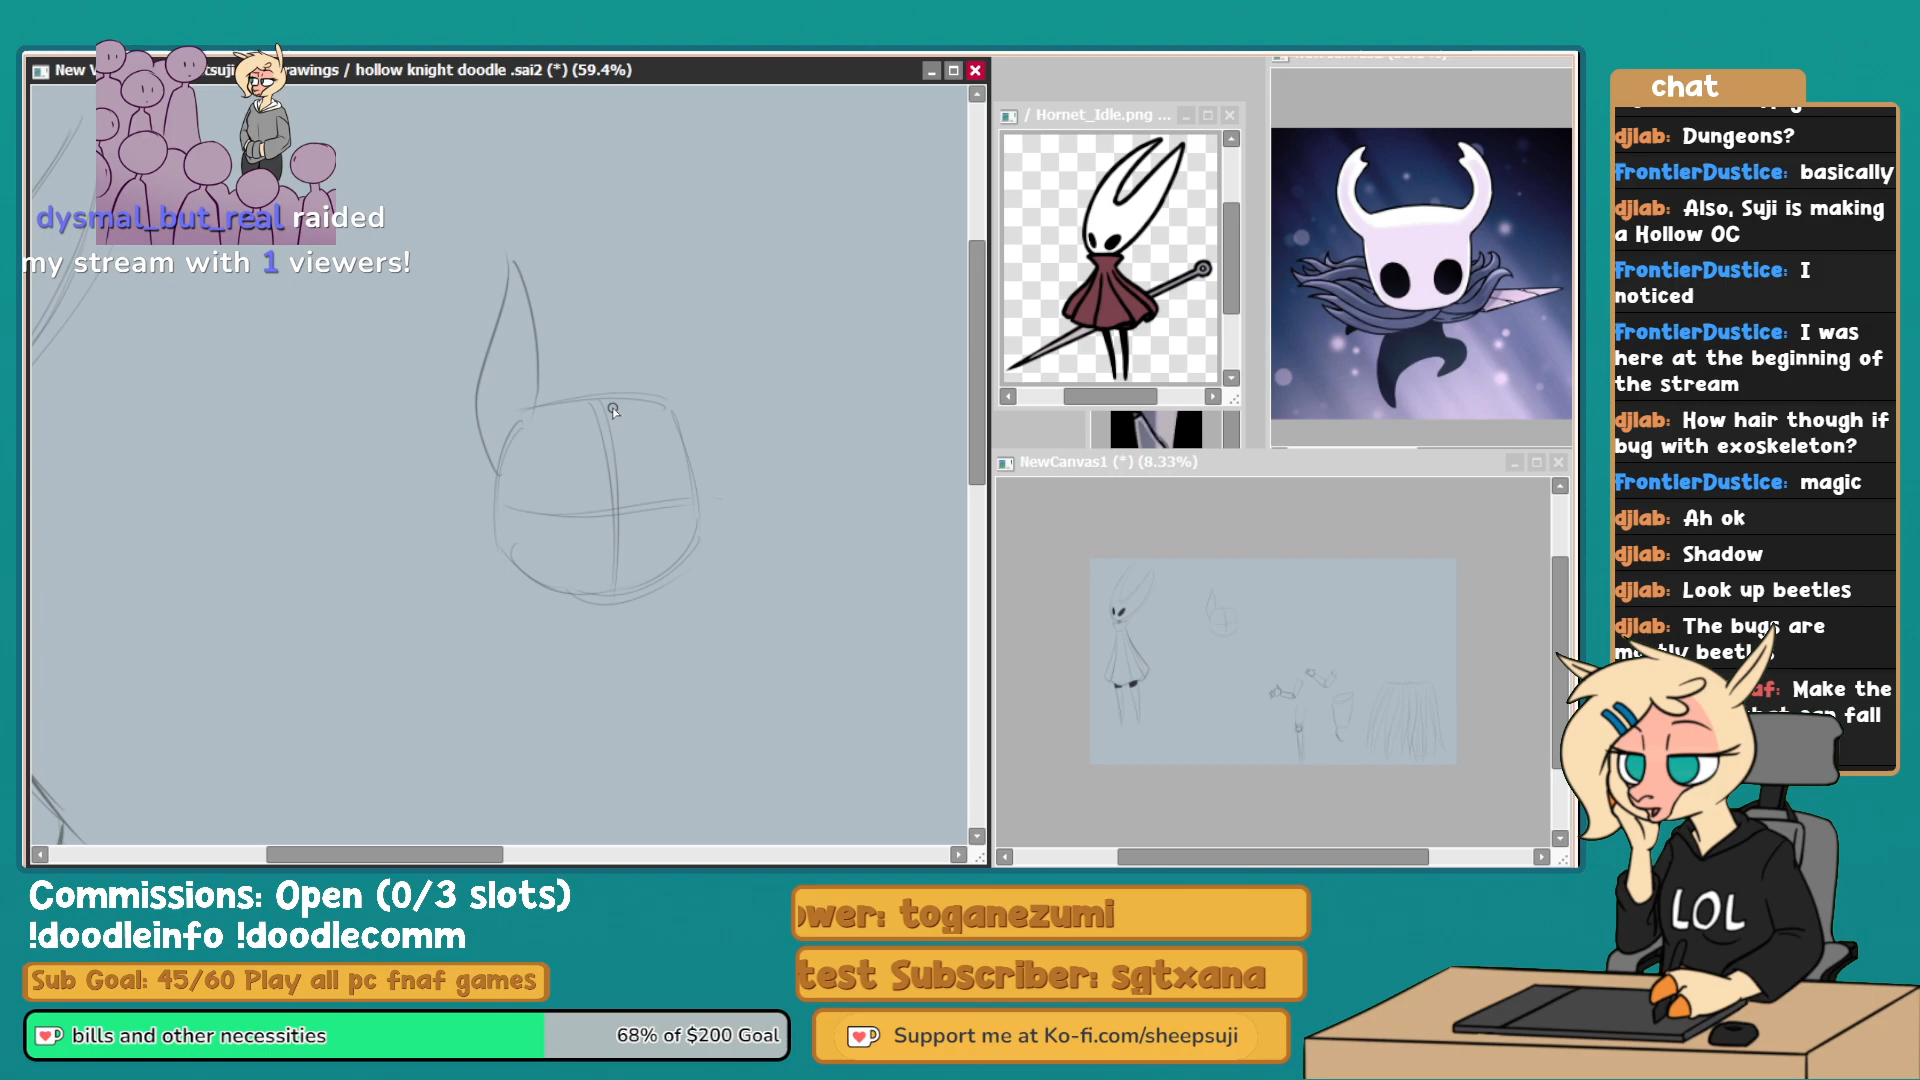 New V
tsuji
rawings / hollow knight doodle .sai2 (*) (59.4%)
dysmal_but_real raided
my stream with 1 viewers!
/ Hornet_Idle.png ...
NewCanvas1 (*) (8.33%)
chat
djlab: Dungeons?
FrontierDustice: basically
djlab: Also, Suji is making
a Hollow OC
FrontierDustice: I
noticed
FrontierDustice: I was
here at the beginning of
the stream
djlab: How hair though if
bug with exoskeleton?
FrontierDustice: magic
djlab: Ah ok
djlab: Shadow
djlab: Look up beetles
djlab: The bugs are
af: Make the
fall
LOL
Commissions: Open (0/3 slots)
!doodleinfo !doodlecomm
Sub Goal: 45/60 Play all pc fnaf games
bills and other necessities
68% of $200 Goal
ower: toganezumi
test Subscriber: sgtxana
Support me at Ko-fi.com/sheepsuji